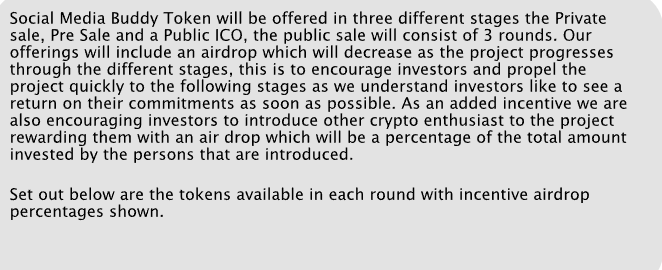 Social Media Buddy Token will be offered in three different stages the Private
sale, Pre Sale and a Public ICO, the public sale will consist of 3 rounds. Our
offerings will include an airdrop which will decrease as the project progresses
through the different stages, this is to encourage investors and propel the
project quickly to the following stages as we understand investors like to see a
return on their commitments as soon as possible. As an added incentive we are
also encouraging investors to introduce other crypto enthusiast to the project
rewarding them with an air drop which will be a percentage of the total amount
invested by the persons that are introduced.
Set out below are the tokens available in each round with incentive airdrop
percentages shown.